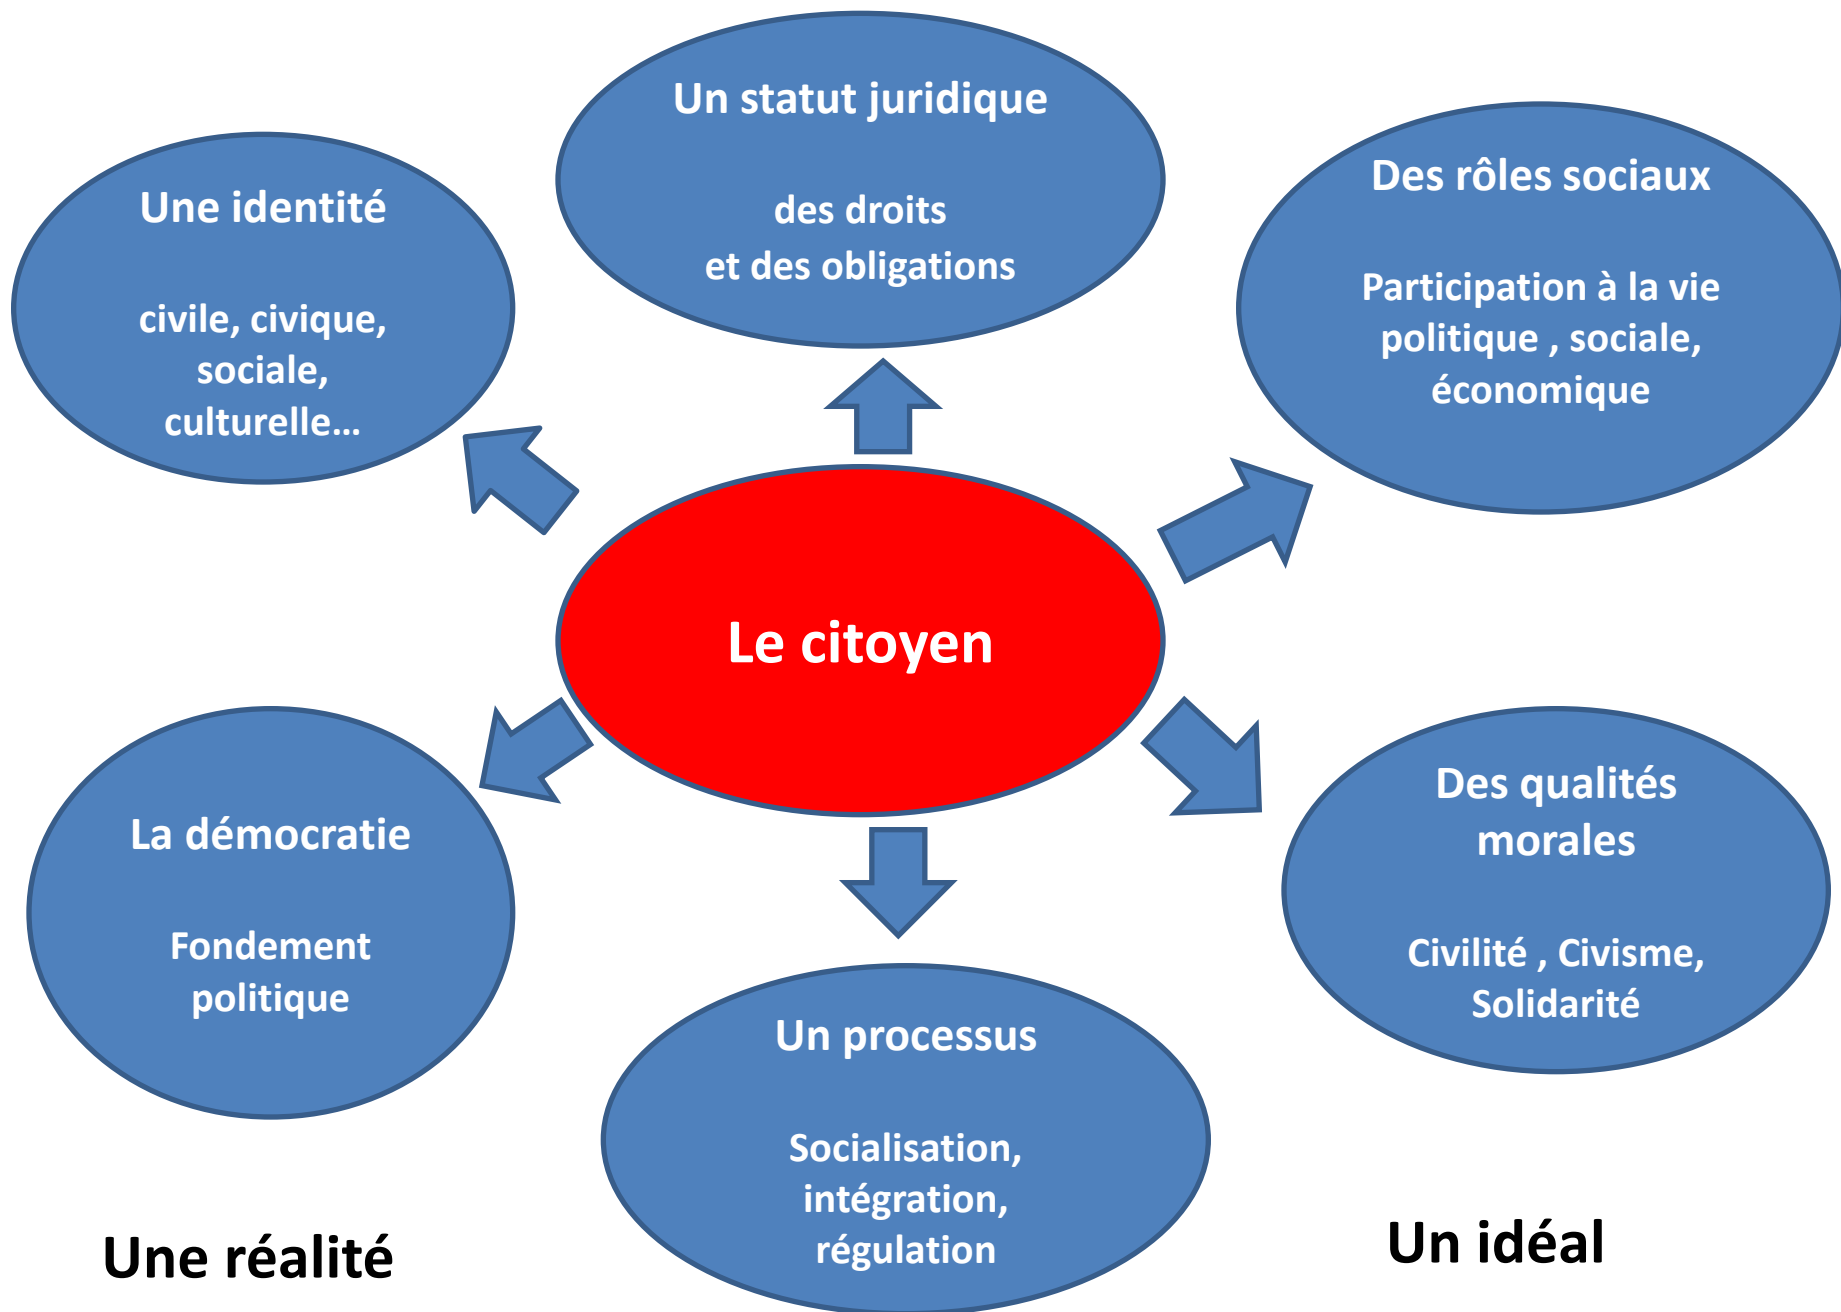 Un statut juridique
des droits
et des obligations
Une identité
civile, civique,
sociale,
culturelle...
Des rôles sociaux
Participation à la vie
politique , sociale,
économique
Le citoyen
La démocratie
Fondement
politique
Des qualités
morales
Civilité , Civisme,
Solidarité
Un processus
Socialisation,
intégration,
régulation
Une réalité
Un idéal